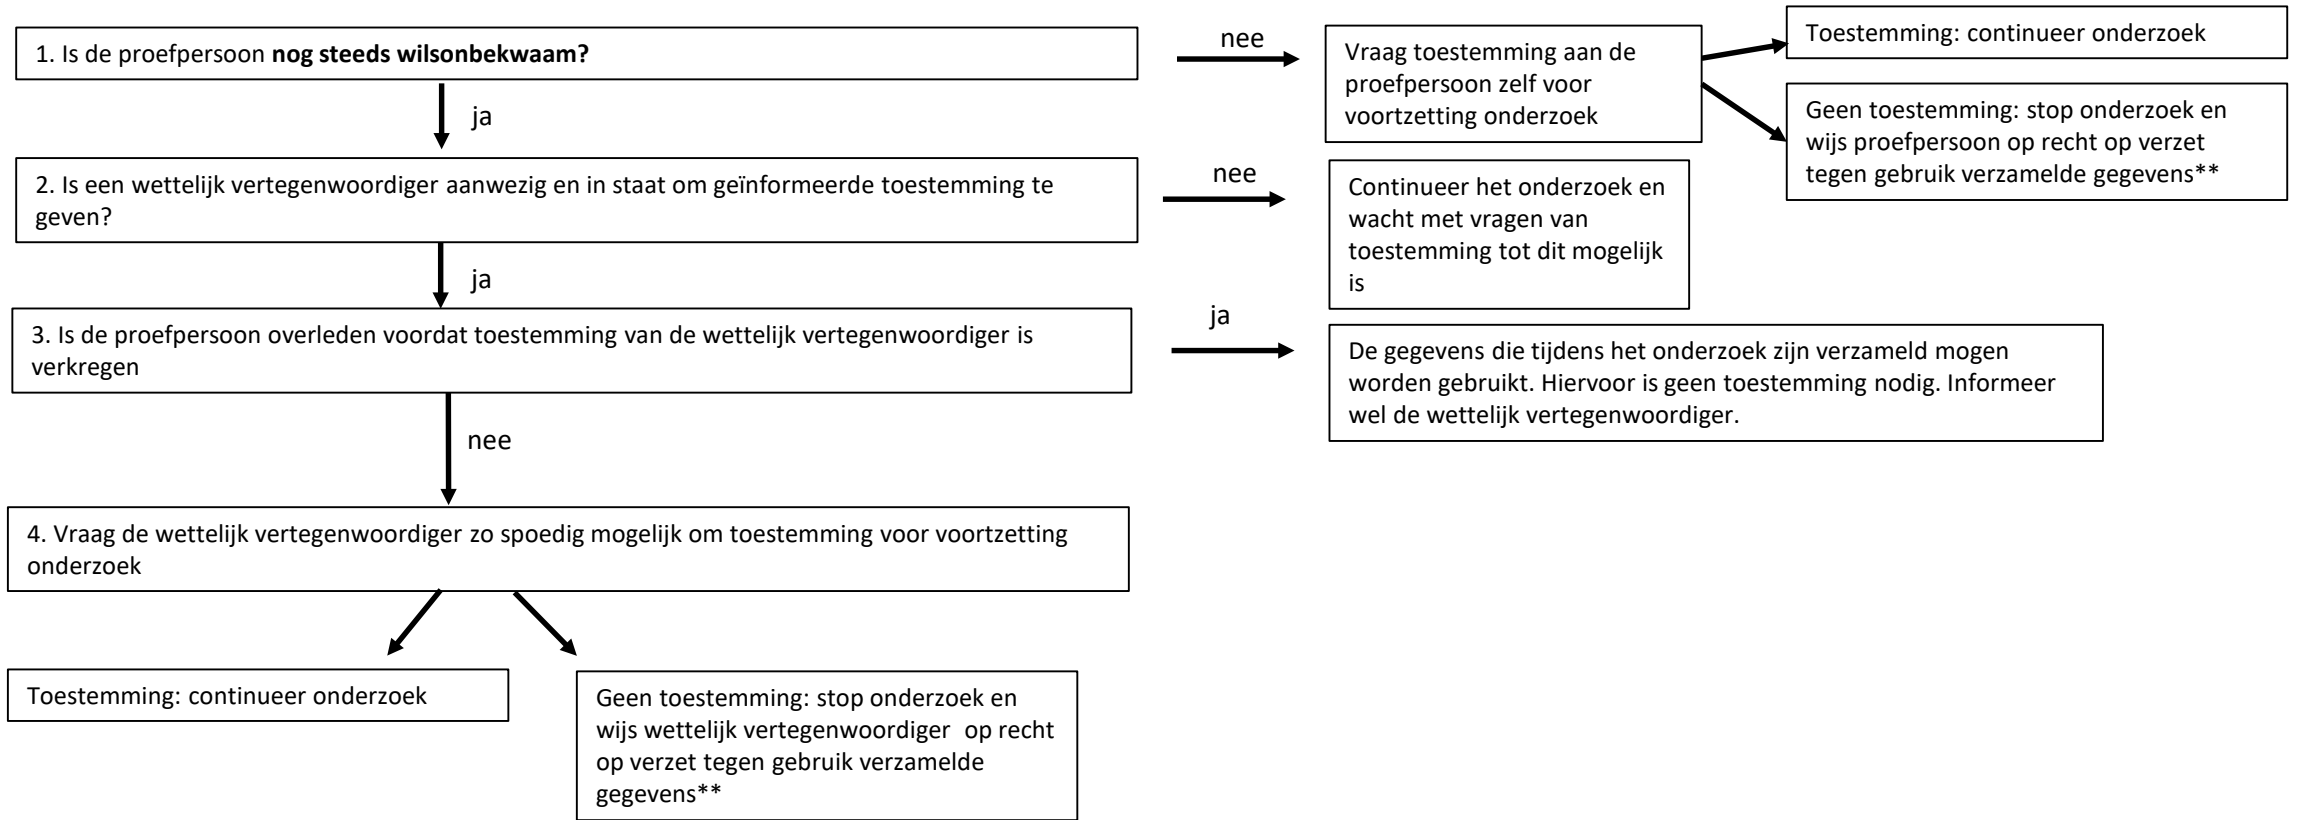 1. Is de proefpersoon nog steeds wilsonbekwaam?
nee
Vraag toestemming aan de
proefpersoon zelf voor
voortzetting onderzoek
Toestemming: continueer onderzoek
Geen toestemming: stop onderzoek en
wijs proefpersoon op recht op verzet
tegen gebruik verzamelde gegevens**
ja
2. Is een wettelijk vertegenwoordiger aanwezig en in staat om geïnformeerde toestemming te
geven?
nee
Continueer het onderzoek en
wacht met vragen van
toestemming tot dit mogelijk
is
ja
3. Is de proefpersoon overleden voordat toestemming van de wettelijk vertegenwoordiger is
verkregen
ja
De gegevens die tijdens het onderzoek zijn verzameld mogen
worden gebruikt. Hiervoor is geen toestemming nodig. Informeer
wel de wettelijk vertegenwoordiger.
nee
4. Vraag de wettelijk vertegenwoordiger zo spoedig mogelijk om toestemming voor voortzetting
onderzoek
Toestemming: continueer onderzoek
Geen toestemming: stop onderzoek en
wijs wettelijk vertegenwoordiger  op recht
op verzet tegen gebruik verzamelde
gegevens**